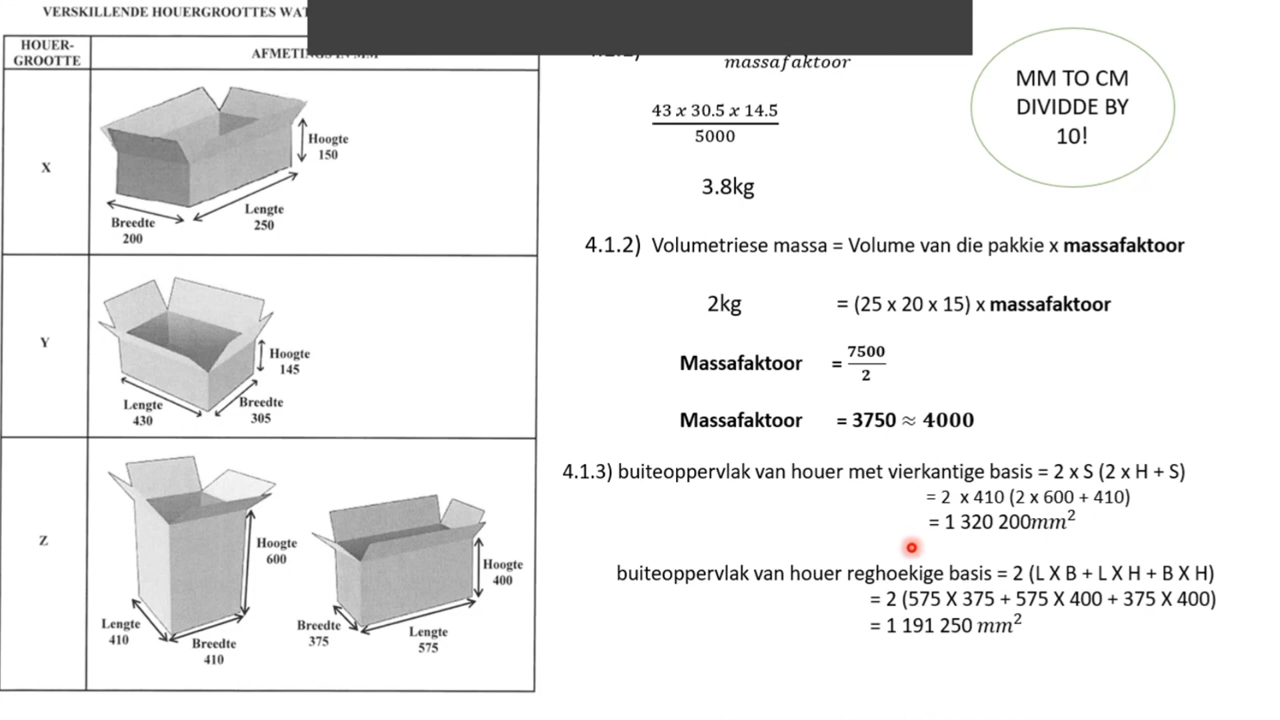 VERSKILLENDE HOUERGROOTTES
HOUER-
GROOTTE
AFMETINGS IN MM
X
Hoogte
150
Lengte
250
Breedte
200
Y
Hoogte
145
Lengte
430
Breedte
305
Z
Hoogte
600
Lengte
410
Breedte
410
Hoogte
400
Breedte
375
Lengte
575
massafaktoor
43 x 30.5 x 14.5
5000
3.8kg
4.1.2) Volumetriese massa = Volume van die pakkie x massafaktoor
2kg = (25 x 20 x 15) x massafaktoor
Massafaktoor = 7500
2
Massafaktoor = 3750 ≈ 4000
4.1.3) buiteoppervlak van houer met vierkantige basis = 2 x S (2 x H + S)
= 2 x 410 (2 x 600 + 410)
= 1 320 200mm²
buiteoppervlak van houer reghoekige basis = 2 (L X B + L X H + B X H)
= 2 (575 X 375 + 575 X 400 + 375 X 400)
= 1 191 250 mm²
MM TO CM
DIVIDDE BY
10!